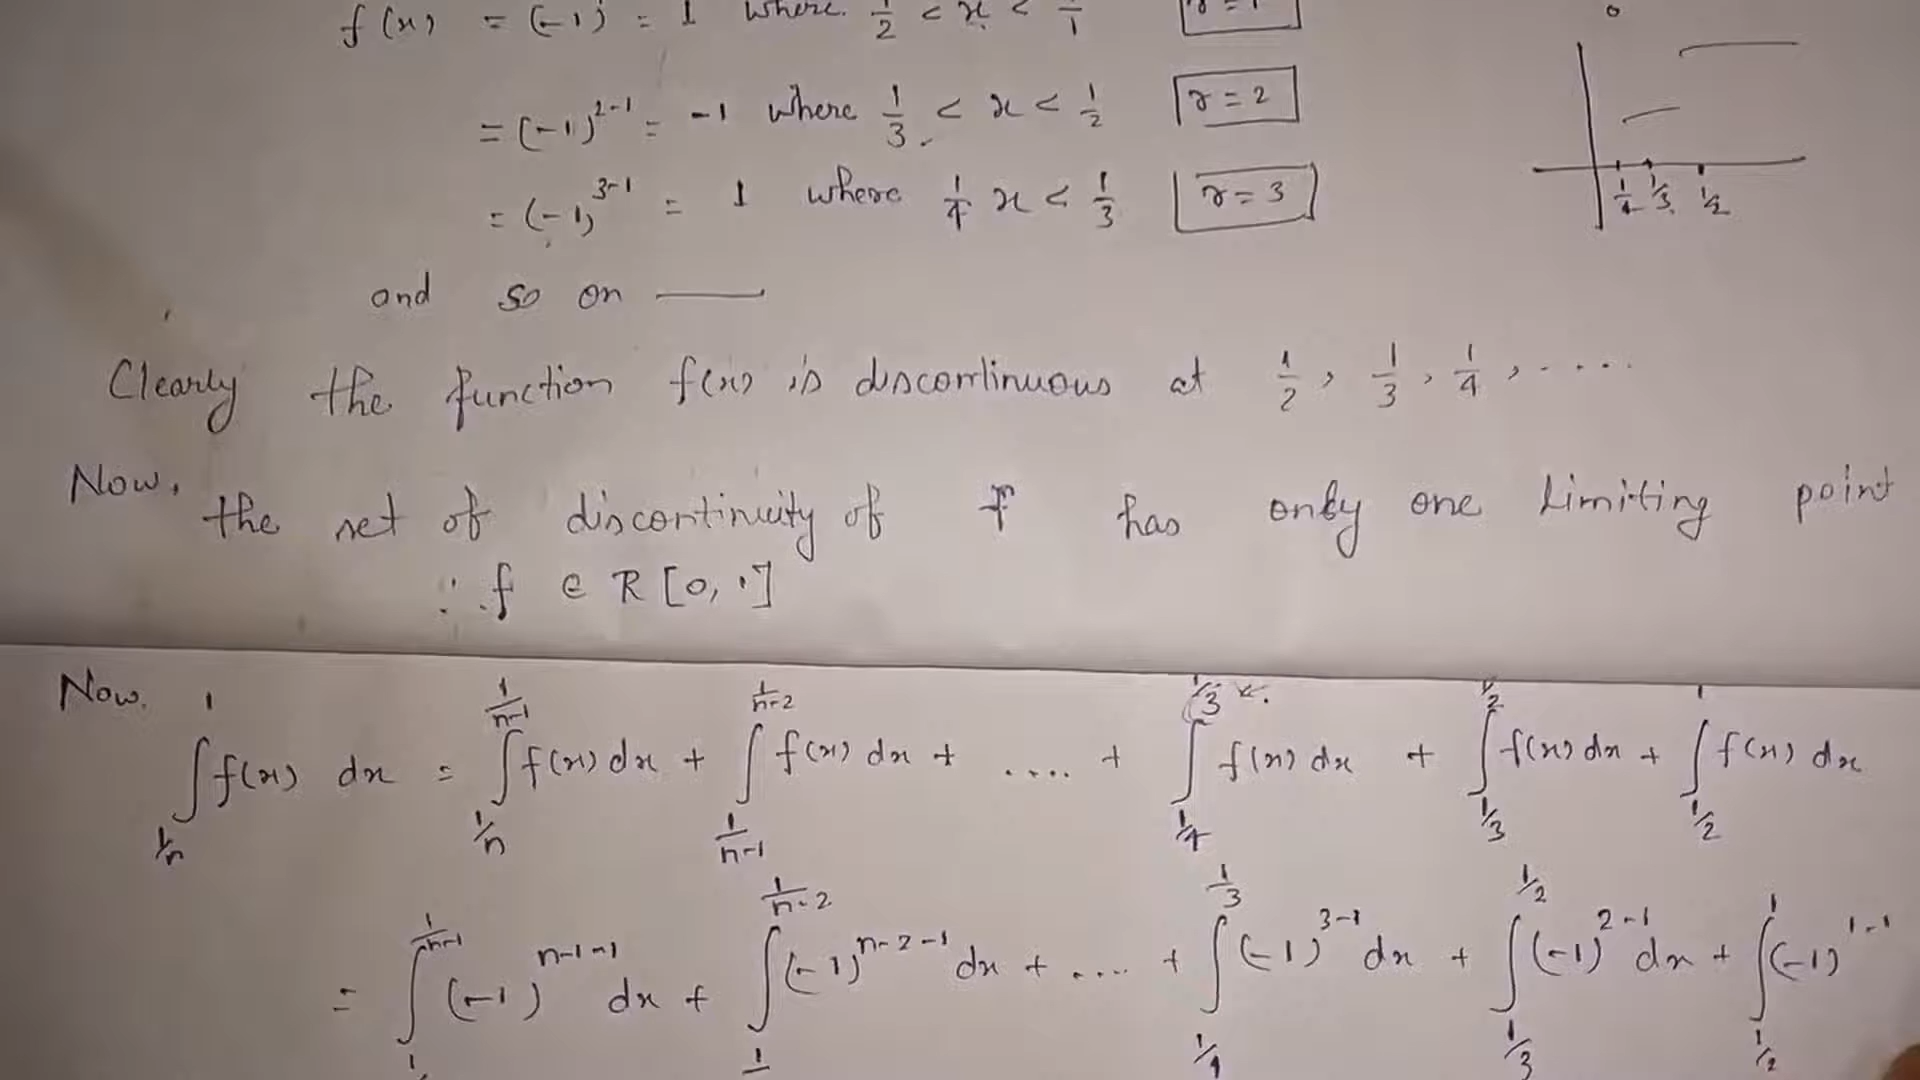 f(x) = (-1) = 1 where 1/2 < x < 1/1
= (-1)^{2-1} = -1 where 1/3 < x < 1/2 r = 2
= (-1)^{3-1} = 1 where 1/4 x < 1/3 r = 3
1/4 1/3 1/2
and so on —
Clearly the function f(x) is discontinuous at 1/2, 1/3, 1/4, .....
Now, the set of discontinuity of f has only one limiting point
∴ f ∈ R [0, 1]
Now, ∫_{1/n}^{1} f(x) dx = ∫_{1/n}^{1/n-1} f(x) dx + ∫_{1/n-1}^{1/n-2} f(x) dx + .... + ∫_{1/4}^{1/3} f(x) dx + ∫_{1/3}^{1/2} f(x) dx + ∫_{1/2}^{1} f(x) dx
= ∫^{1/n-1} (-1)^{n-1-1} dx + ∫^{1/n-2} (-1)^{n-2-1} dx + .... + ∫_{1/4}^{1/3} (-1)^{3-1} dx + ∫_{1/3}^{1/2} (-1)^{2-1} dx + ∫_{1/2}^{1} (-1)^{1-1}